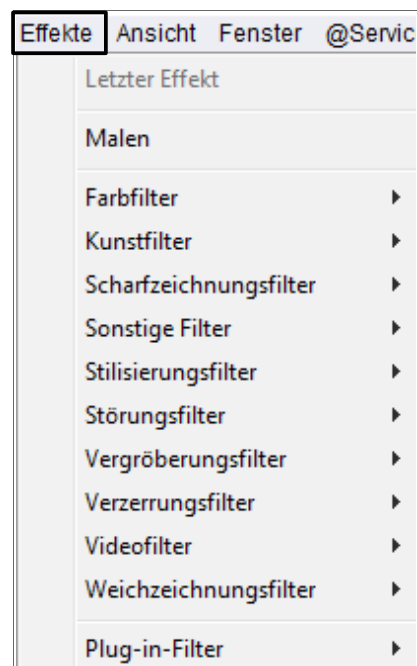 Effekte Ansicht Fenster @Servic
Letzter Effekt
Malen
Farbfilter
Kunstfilter
Scharfzeichnungsfilter
Sonstige Filter
Stilisierungsfilter
Störungsfilter
Vergröberungsfilter
Verzerrungsfilter
Videofilter
Weichzeichnungsfilter
Plug-in-Filter